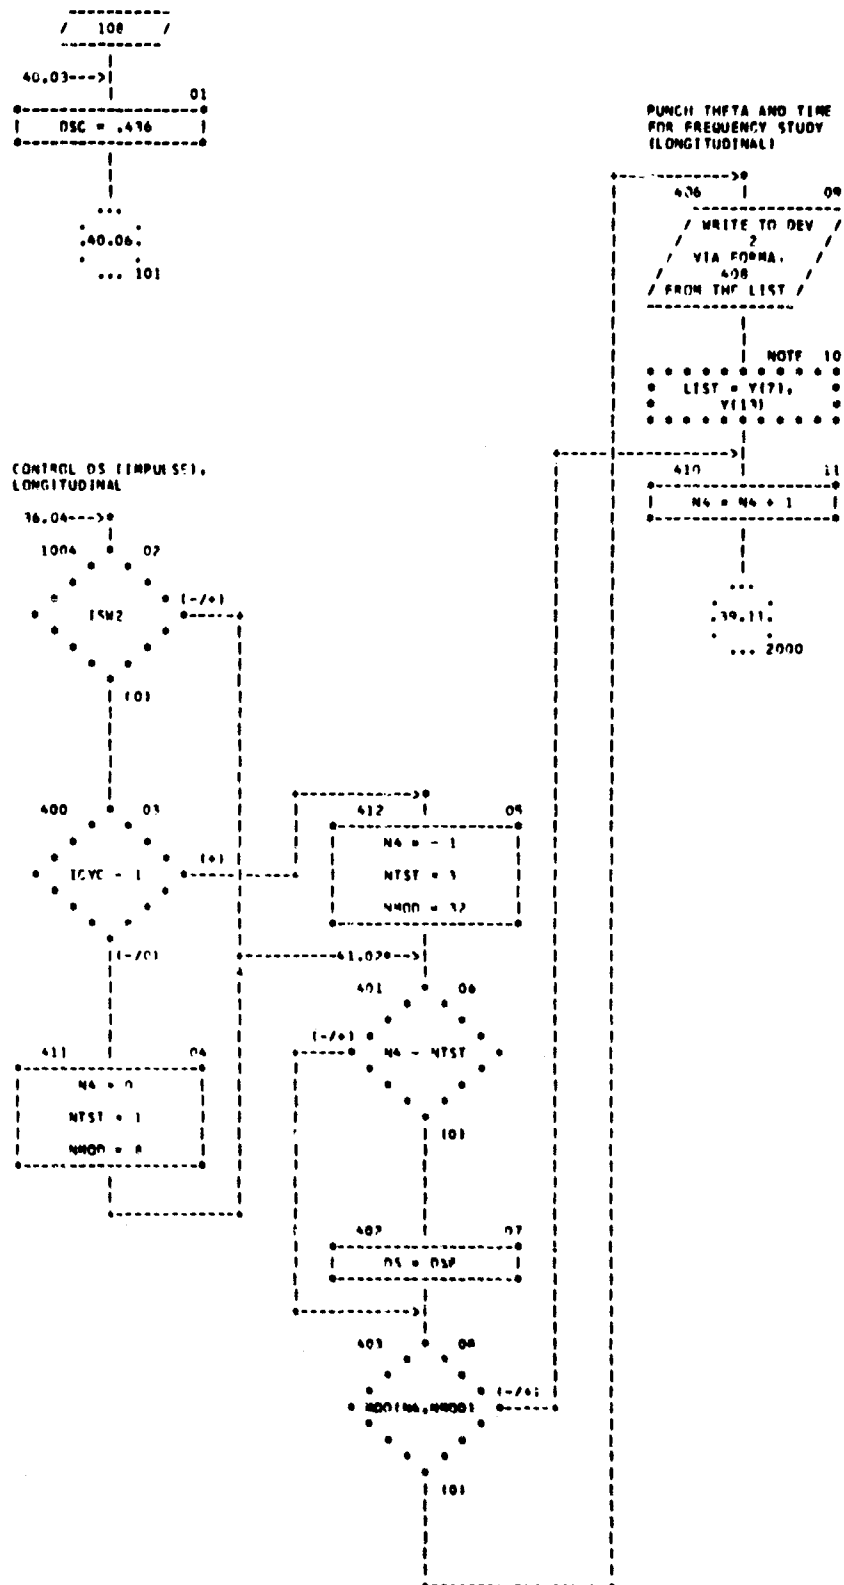 / 108 /
40.03--->
01
DSC = .436
40.06
101
PUNCH THETA AND TIME
FOR FREQUENCY STUDY
(LONGITUDINAL)
406 09
/ WRITE TO DEV /
2
VIA FORMAT
408
/ FROM THE LIST /
NOTE 10
LIST = Y(7),
Y(13)
410 11
N4 = N4 + 1
39.11
2000
CONTROL DS (IMPULSE),
LONGITUDINAL
36.04--->
1004 02
ISW2
(-/+)
(0)
400 03
ICYC - 1
(+)
(-/0)
411 04
N4 = 0
NTST = 1
NMOD = 8
412 05
N4 = - 1
NTST = 3
NMOD = 32
41.02
401 06
N4 - NTST
(-/+)
(0)
402 07
DS = DSP
403 08
MOD(N4,NMOD)
(-/+)
(0)